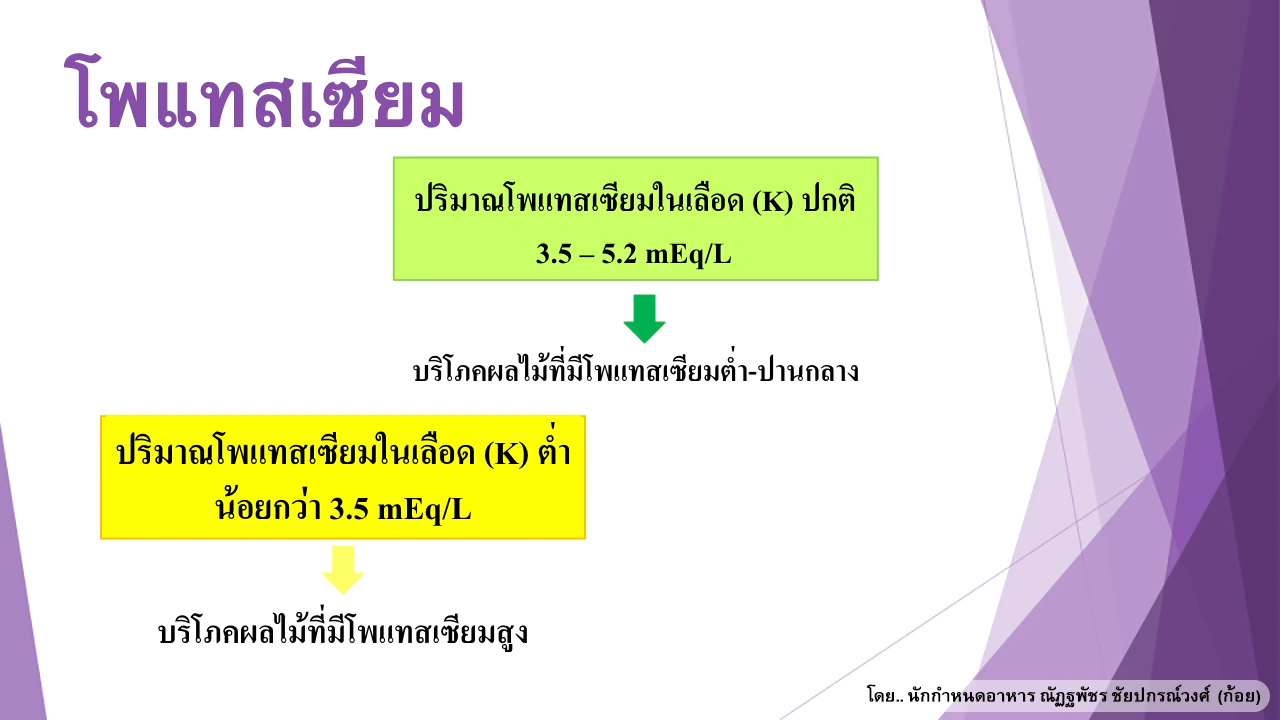 โพแทสเซียม
ปริมาณโพแทสเซียมในเลือด (K) ปกติ
3.5 – 5.2 mEq/L
บริโภคผลไม้ที่มีโพแทสเซียมต่ำ-ปานกลาง
ปริมาณโพแทสเซียมในเลือด (K) ต่ำ
น้อยกว่า 3.5 mEq/L
บริโภคผลไม้ที่มีโพแทสเซียมสูง
โดย.. นักกำหนดอาหาร ณัฏฐพัชร ชัยปกรณ์วงศ์ (ก้อย)